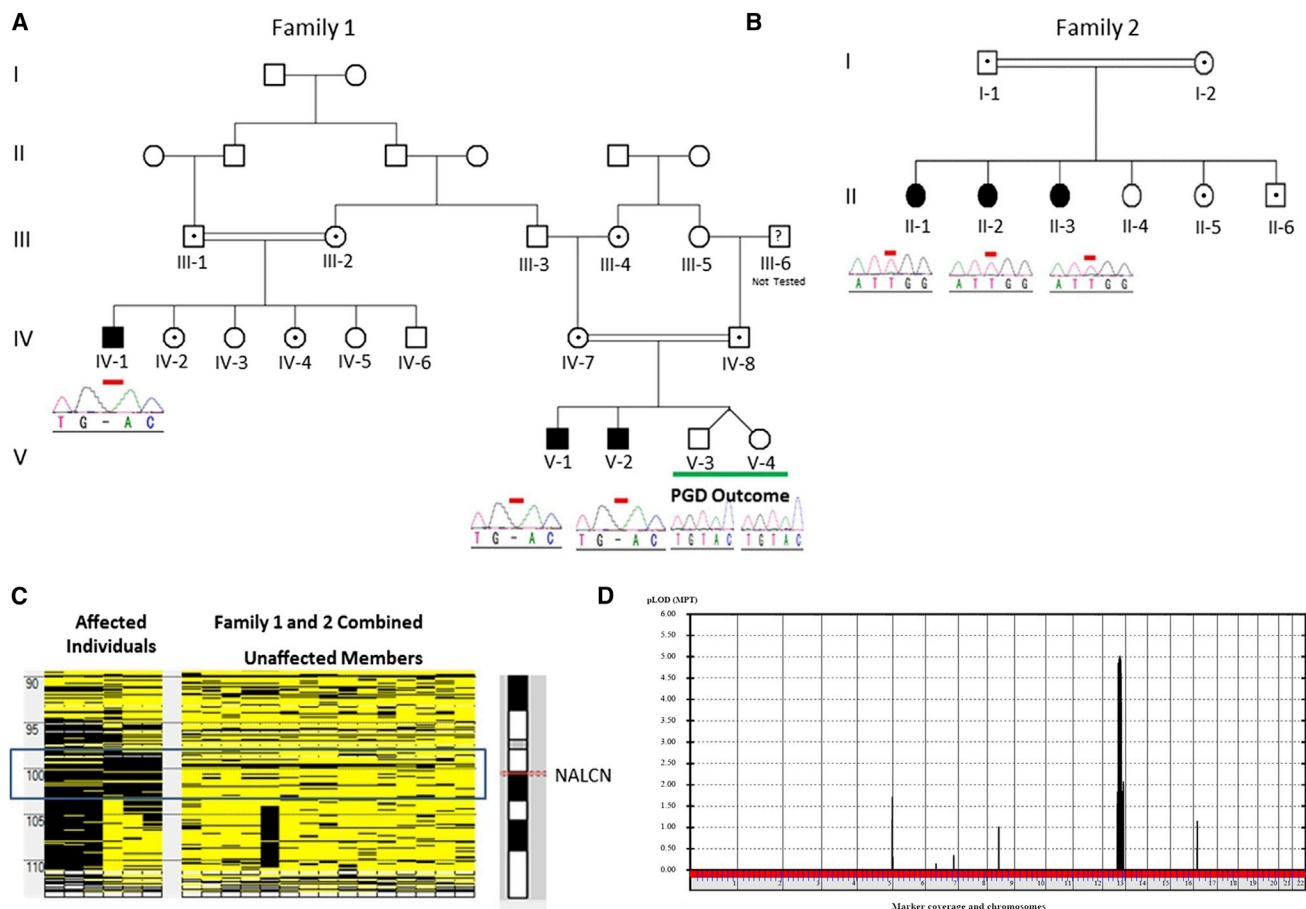 A
Family 1
I
II
III
III-1
III-2
III-3
III-4
III-5
?
III-6
Not Tested
IV
IV-1
IV-2
IV-3
IV-4
IV-5
IV-6
IV-7
IV-8
T G - A C
V
V-1
V-2
V-3
V-4
PGD Outcome
T G - A C
T G - A C
T G T A C
T G T A C
B
Family 2
I
I-1
I-2
II
II-1
II-2
II-3
II-4
II-5
II-6
A T T G G
A T T G G
A T T G G
C
Affected
Individuals
Family 1 and 2 Combined
Unaffected Members
90
95
100
105
110
NALCN
D
pLOD (MPT)
6.00
5.50
5.00
4.50
4.00
3.50
3.00
2.50
2.00
1.50
1.00
0.50
0.00
1 2 3 4 5 6 7 8 9 10 11 12 13 14 15 16 17 18 19 20 21 22
Marker coverage and chromosomes